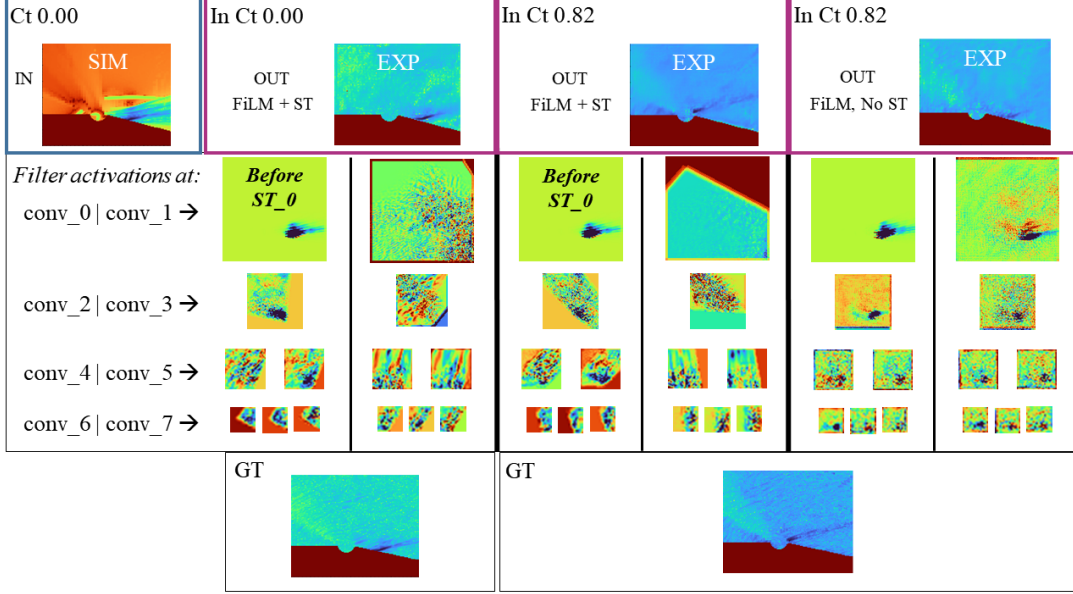 Ct 0.00
In Ct 0.00
In Ct 0.82
In Ct 0.82
IN
SIM
OUT
FiLM + ST
EXP
OUT
FiLM + ST
EXP
OUT
FiLM, No ST
EXP
Filter activations at:
conv_0 | conv_1 →
Before
ST_0
Before
ST_0
conv_2 | conv_3 →
conv_4 | conv_5 →
conv_6 | conv_7 →
GT
GT